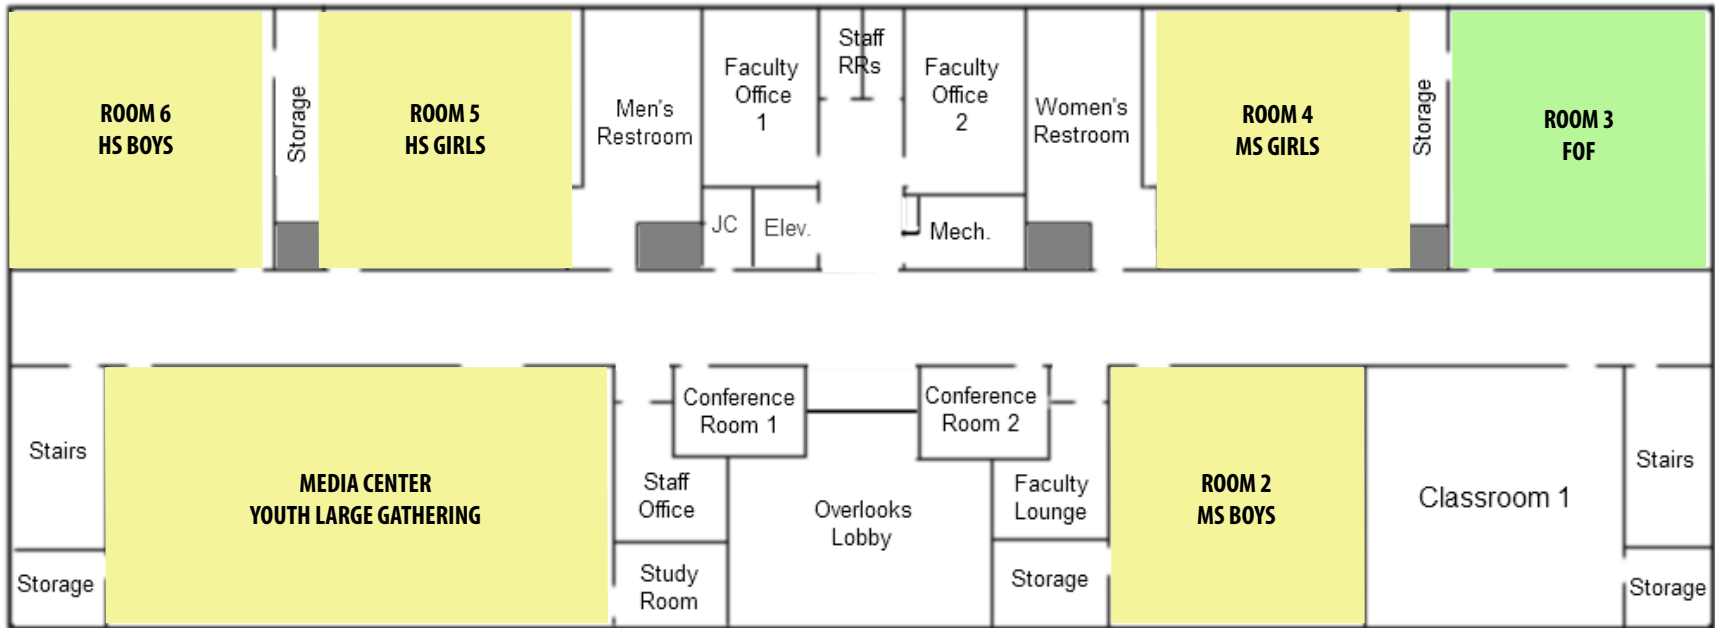 ROOM 6
HS BOYS
Storage
ROOM 5
HS GIRLS
Men's
Restroom
Faculty
Office
1
Staff
RRs
Faculty
Office
2
Women's
Restroom
ROOM 4
MS GIRLS
Storage
ROOM 3
FOF
JC
Elev.
Mech.
Stairs
MEDIA CENTER
YOUTH LARGE GATHERING
Conference
Room 1
Conference
Room 2
Staff
Office
Overlooks
Lobby
Faculty
Lounge
ROOM 2
MS BOYS
Classroom 1
Stairs
Storage
Study
Room
Storage
Storage